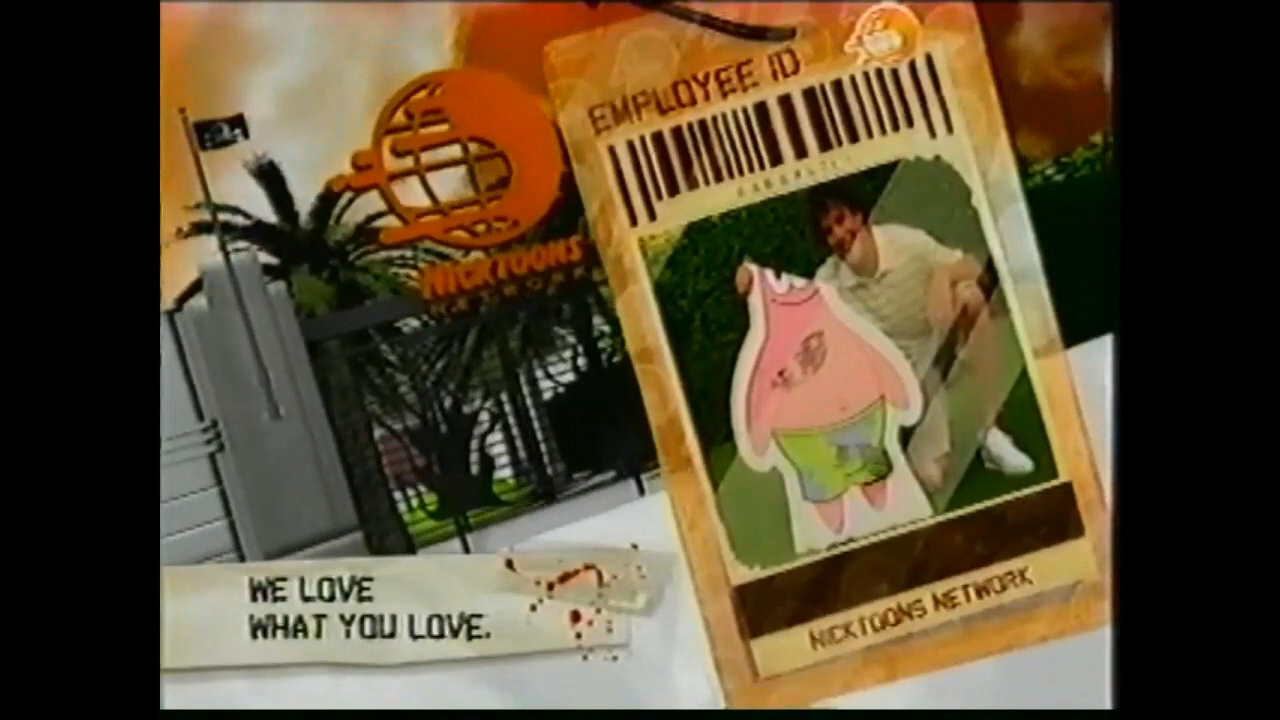 EMPLOYEE ID
NICKTOONS
NETWORK
WE LOVE
WHAT YOU LOVE.
NICKTOONS NETWORK